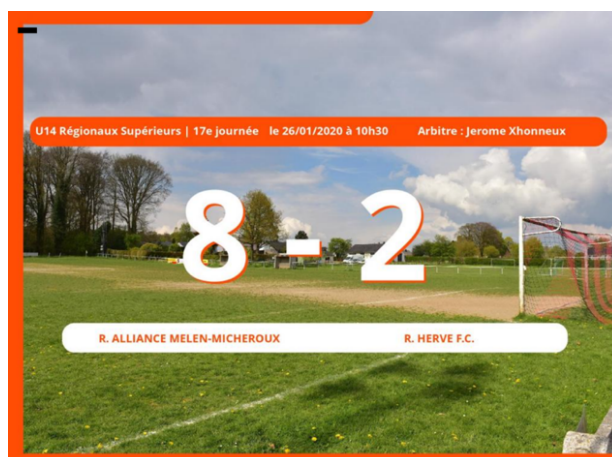 U14 Régionaux Supérieurs | 17e journée le 26/01/2020 à 10h30 Arbitre : Jerome Xhonneux
8 - 2
R. ALLIANCE MELEN-MICHEROUX R. HERVE F.C.